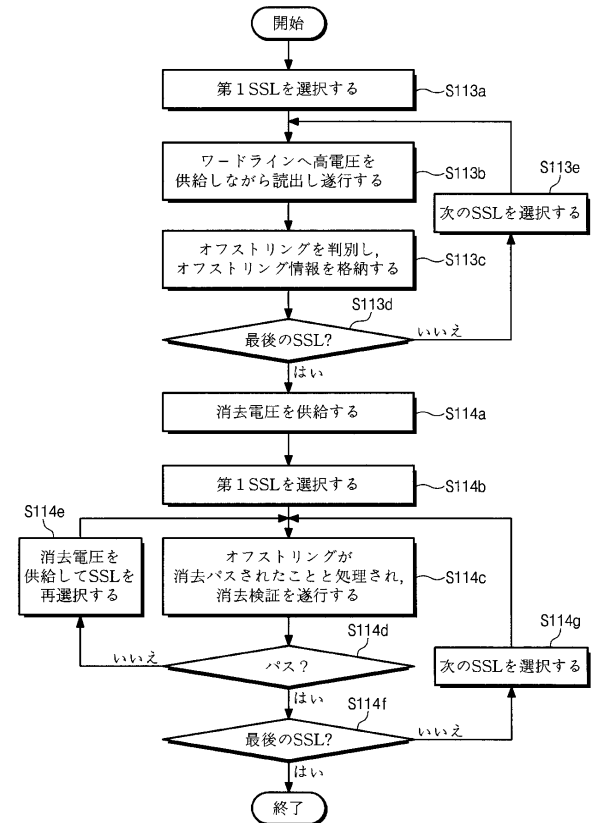 開始
第1SSLを選択する
S113a
ワードラインへ高電圧を
供給しながら読出し遂行する
S113b
S113e
次のSSLを選択する
オフストリングを判別し,
オフストリング情報を格納する
S113c
S113d
最後のSSL?
いいえ
はい
消去電圧を供給する
S114a
第1SSLを選択する
S114b
S114e
消去電圧を
供給してSSLを
再選択する
オフストリングが
消去パスされたことと処理され,
消去検証を遂行する
S114c
S114d
パス?
いいえ
はい
S114g
次のSSLを選択する
S114f
最後のSSL?
いいえ
はい
終了